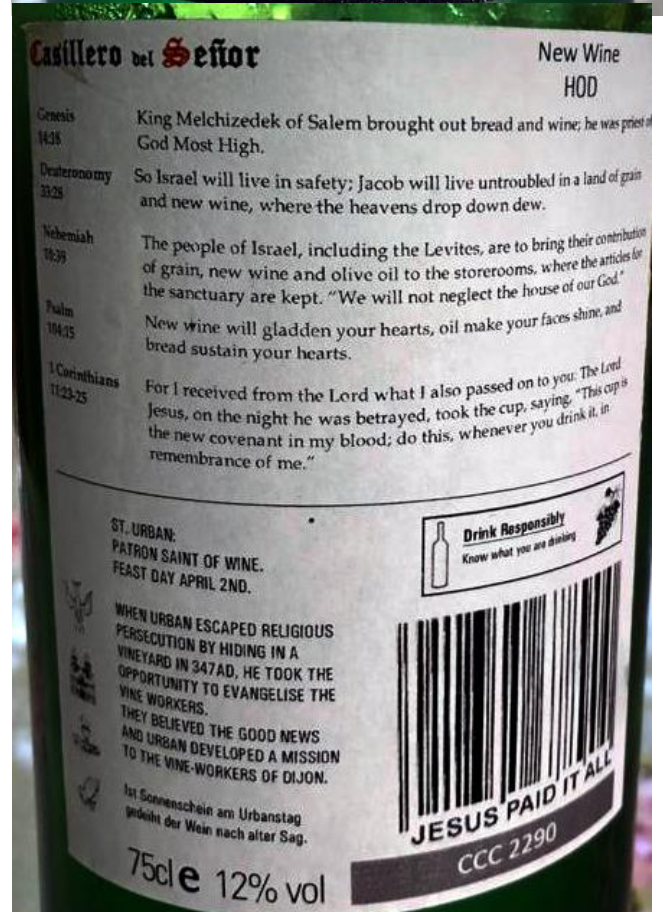 Casillero del Señor
New Wine
HOD
Genesis
14:18
King Melchizedek of Salem brought out bread and wine; he was priest of
God Most High.
Deuteronomy
33:28
So Israel will live in safety; Jacob will live untroubled in a land of grain
and new wine, where the heavens drop down dew.
Nehemiah
10:39
The people of Israel, including the Levites, are to bring their contribution
of grain, new wine and olive oil to the storerooms, where the articles for
the sanctuary are kept. “We will not neglect the house of our God.”
Psalm
104:15
New wine will gladden your hearts, oil make your faces shine, and
bread sustain your hearts.
1 Corinthians
11:23-25
For I received from the Lord what I also passed on to you: The Lord
Jesus, on the night he was betrayed, took the cup, saying, “This cup is
the new covenant in my blood; do this, whenever you drink it, in
remembrance of me.”
ST. URBAN:
PATRON SAINT OF WINE.
FEAST DAY APRIL 2ND.
WHEN URBAN ESCAPED RELIGIOUS
PERSECUTION BY HIDING IN A
VINEYARD IN 347AD, HE TOOK THE
OPPORTUNITY TO EVANGELISE THE
VINE WORKERS.
THEY BELIEVED THE GOOD NEWS
AND URBAN DEVELOPED A MISSION
TO THE VINE-WORKERS OF DIJON.
Ist Sonnenschein am Urbanstag
gedeiht der Wein nach alter Sag.
75cl e 12% vol
Drink Responsibly
Know what you are drinking
JESUS PAID IT ALL
CCC 2290